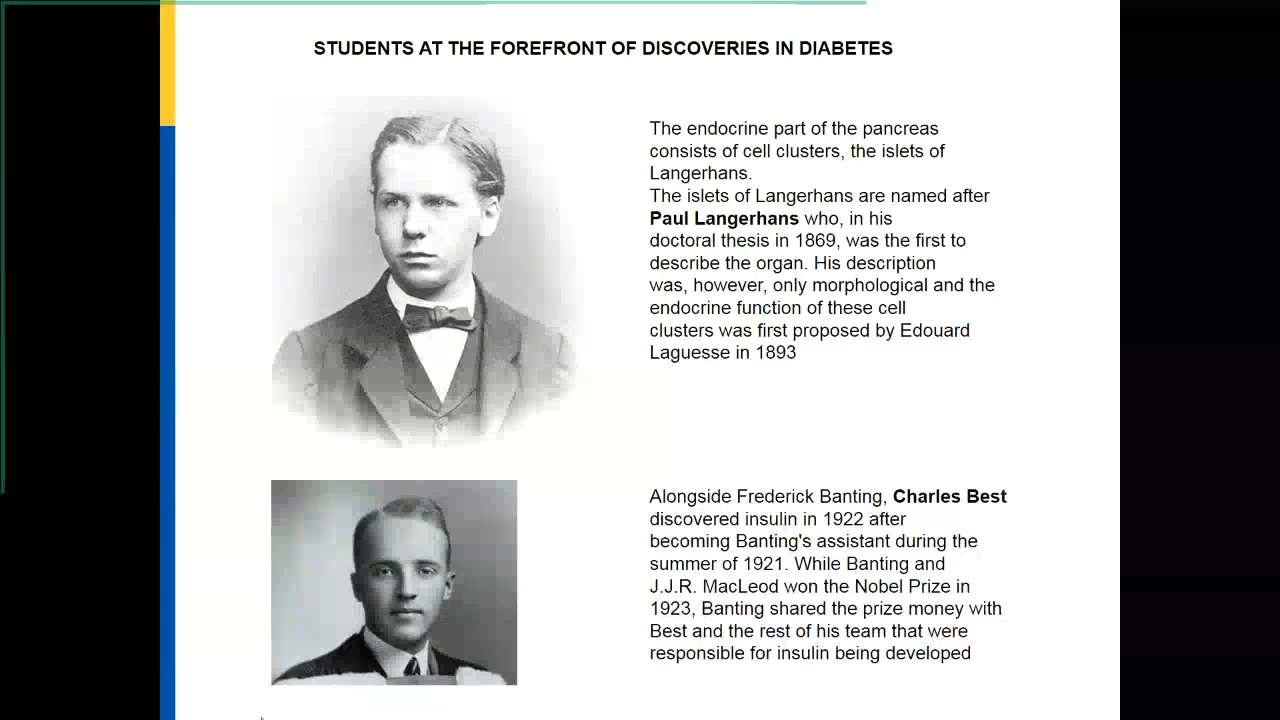 STUDENTS AT THE FOREFRONT OF DISCOVERIES IN DIABETES
The endocrine part of the pancreas
consists of cell clusters, the islets of
Langerhans.
The islets of Langerhans are named after
Paul Langerhans who, in his
doctoral thesis in 1869, was the first to
describe the organ. His description
was, however, only morphological and the
endocrine function of these cell
clusters was first proposed by Edouard
Laguesse in 1893
Alongside Frederick Banting, Charles Best
discovered insulin in 1922 after
becoming Banting's assistant during the
summer of 1921. While Banting and
J.J.R. MacLeod won the Nobel Prize in
1923, Banting shared the prize money with
Best and the rest of his team that were
responsible for insulin being developed